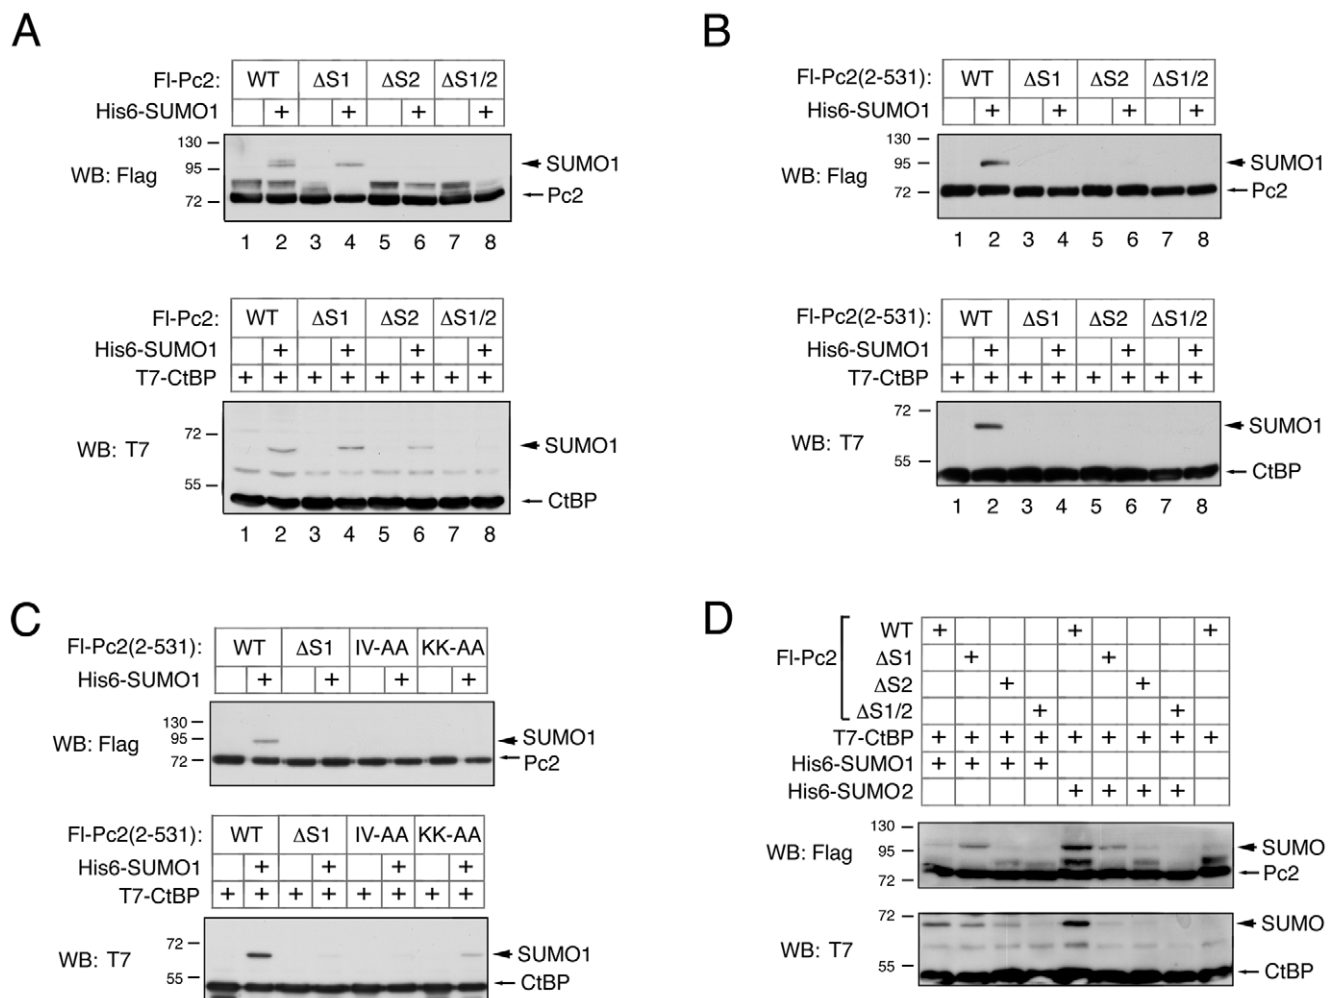 A
Fl-Pc2: WT ΔS1 ΔS2 ΔS1/2
His6-SUMO1 + + + +
WB: Flag
130
95
72
SUMO1
Pc2
1 2 3 4 5 6 7 8
Fl-Pc2: WT ΔS1 ΔS2 ΔS1/2
His6-SUMO1 + + + +
T7-CtBP + + + + + + + +
WB: T7
72
55
SUMO1
CtBP
1 2 3 4 5 6 7 8
B
Fl-Pc2(2-531): WT ΔS1 ΔS2 ΔS1/2
His6-SUMO1 + + + +
WB: Flag
130
95
72
SUMO1
Pc2
1 2 3 4 5 6 7 8
Fl-Pc2(2-531): WT ΔS1 ΔS2 ΔS1/2
His6-SUMO1 + + + +
T7-CtBP + + + + + + + +
WB: T7
72
55
SUMO1
CtBP
1 2 3 4 5 6 7 8
C
Fl-Pc2(2-531): WT ΔS1 IV-AA KK-AA
His6-SUMO1 + + + +
WB: Flag
130
95
72
SUMO1
Pc2
Fl-Pc2(2-531): WT ΔS1 IV-AA KK-AA
His6-SUMO1 + + + +
T7-CtBP + + + + + + + +
WB: T7
72
55
SUMO1
CtBP
D
Fl-Pc2
WT + + +
ΔS1 + +
ΔS2 + +
ΔS1/2 + +
T7-CtBP + + + + + + + + +
His6-SUMO1 + + + +
His6-SUMO2 + + + +
WB: Flag
130
95
72
SUMO
Pc2
WB: T7
72
55
SUMO
CtBP